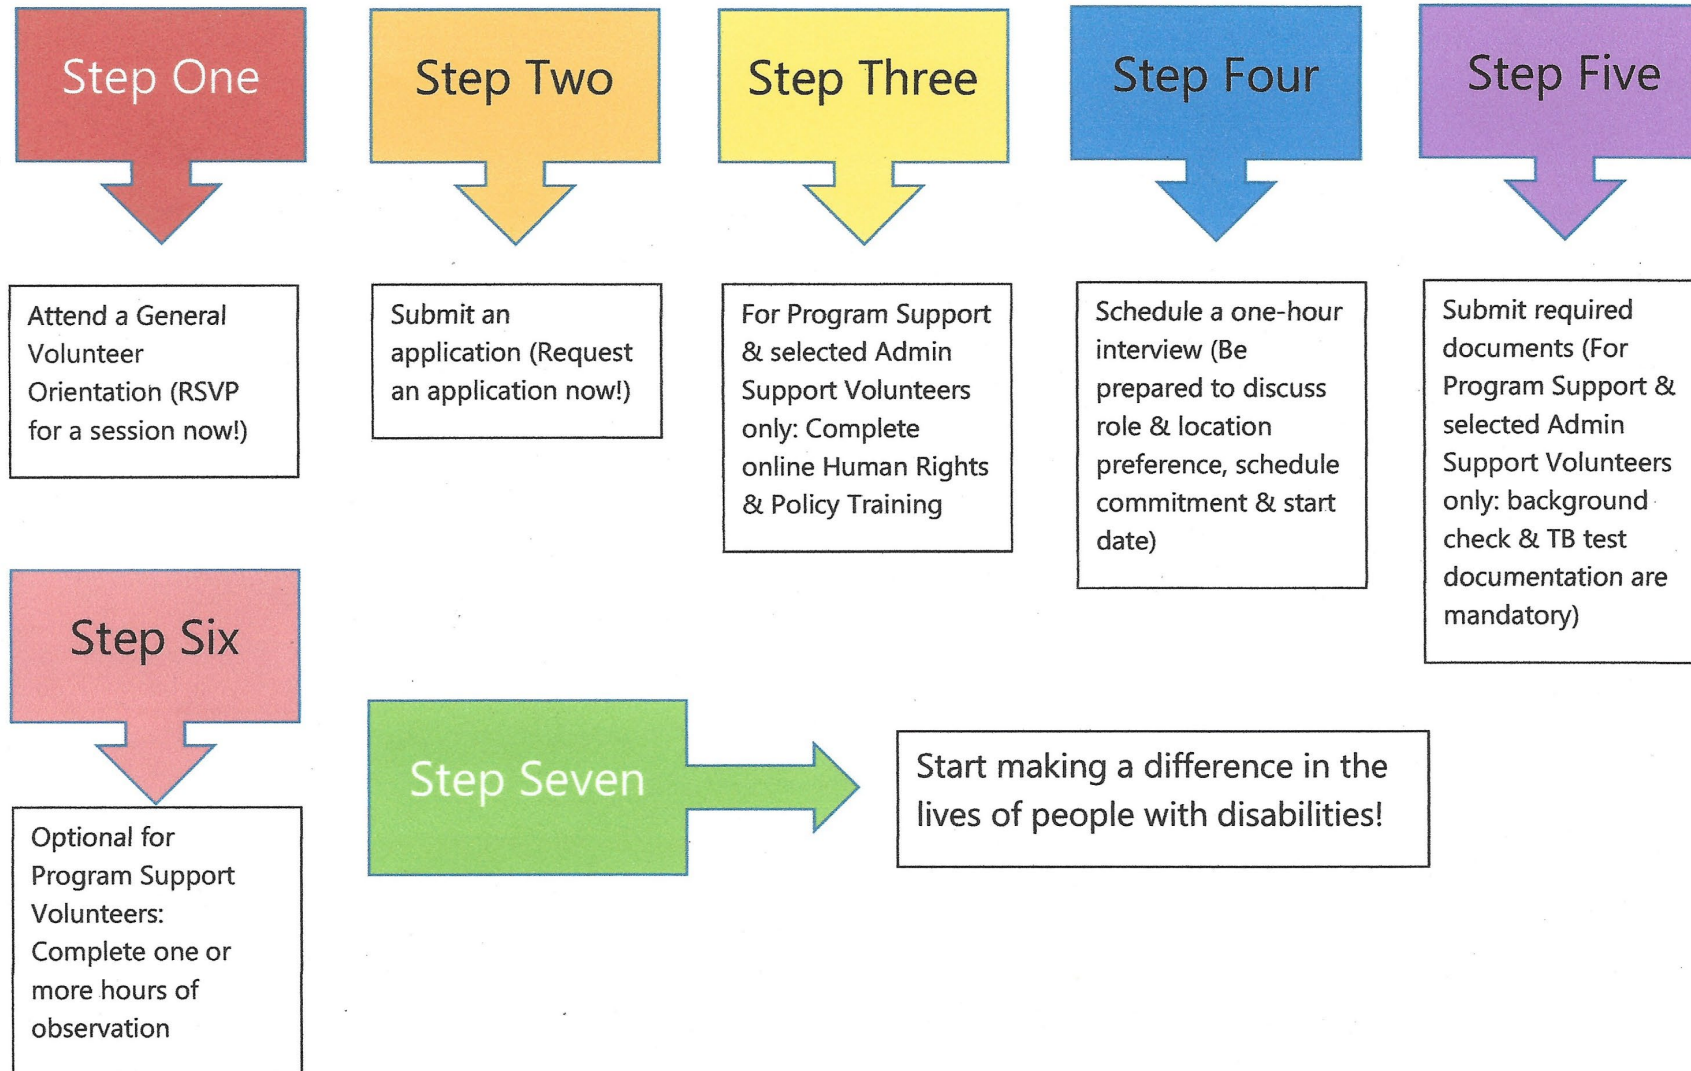 Step One
Attend a General
Volunteer
Orientation (RSVP
for a session now!)
Step Two
Submit an
application (Request
an application now!)
Step Three
For Program Support
& selected Admin
Support Volunteers
only: Complete
online Human Rights
& Policy Training
Step Four
Schedule a one-hour
interview (Be
prepared to discuss
role & location
preference, schedule
commitment & start
date)
Step Five
Submit required
documents (For
Program Support &
selected Admin
Support Volunteers
only: background
check & TB test
documentation are
mandatory)
Step Six
Optional for
Program Support
Volunteers:
Complete one or
more hours of
observation
Step Seven
Start making a difference in the
lives of people with disabilities!